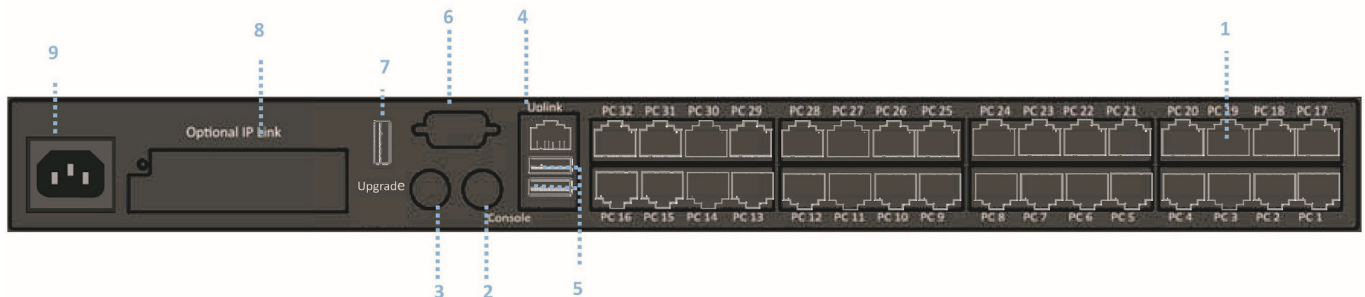 6
4
1
8
9
7
Uplink
PC 32 PC 31 PC 30 PC 29 PC 28 PC 27 PC 26 PC 25 PC 24 PC 23 PC 22 PC 21 PC 20 PC 19 PC 18 PC 17
Optional IP Link
Upgrade
Console
PC 16 PC 15 PC 14 PC 13 PC 12 PC 11 PC 10 PC 9 PC 8 PC 7 PC 6 PC 5 PC 4 PC 3 PC 2 PC 1
3
2
5